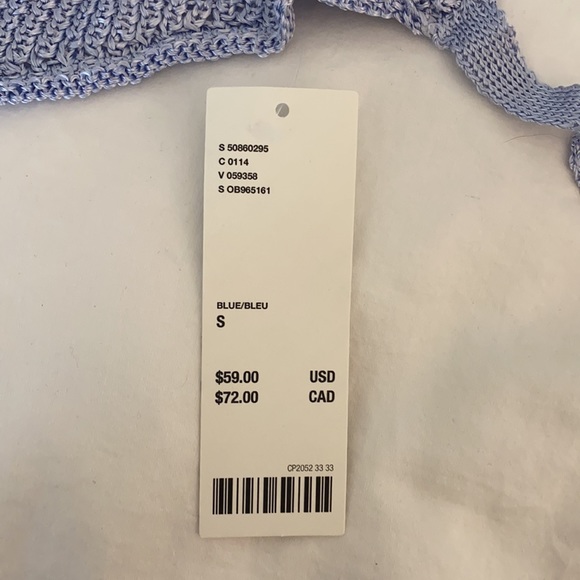 S 50860295
C 0114
V 059358
S OB965161
BLUE/BLEU
S
$59.00 USD
$72.00 CAD
CP2052 33 33